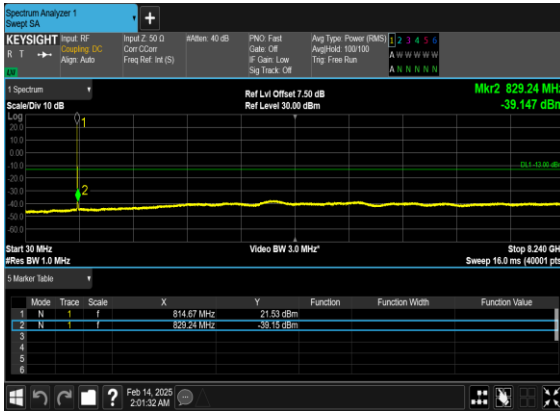 Spectrum Analyzer 1
Swept SA
+
KEYSIGHT Input: RF Input Z: 50 Ω #Atten: 40 dB PNO: Fast Avg Type: Power (RMS) 1 2 3 4 5 6
R T Coupling: DC Corr CCorr Gate: Off Avg|Hold: 100/100 A W W W W W
Align: Auto Freq Ref: Int (S) IF Gain: Low Trig: Free Run
Sig Track: Off A N N N N N
1 Spectrum
Scale/Div 10 dB
Ref Lvl Offset 7.50 dB
Ref Level 30.00 dBm
Mkr2 829.24 MHz
-39.147 dBm
Log
20.0
10.0
0.00
-10.0
-20.0
-30.0
-40.0
-50.0
-60.0
1
2
DL1 -13.00 dBm
Start 30 MHz Video BW 3.0 MHz* Stop 8.240 GHz
#Res BW 1.0 MHz Sweep 16.0 ms (40001 pts)
5 Marker Table
Mode Trace Scale X Y Function Function Width Function Value
1 N 1 f 814.67 MHz 21.53 dBm
2 N 1 f 829.24 MHz -39.15 dBm
3
4
5
6
?
Feb 14, 2025
2:01:32 AM